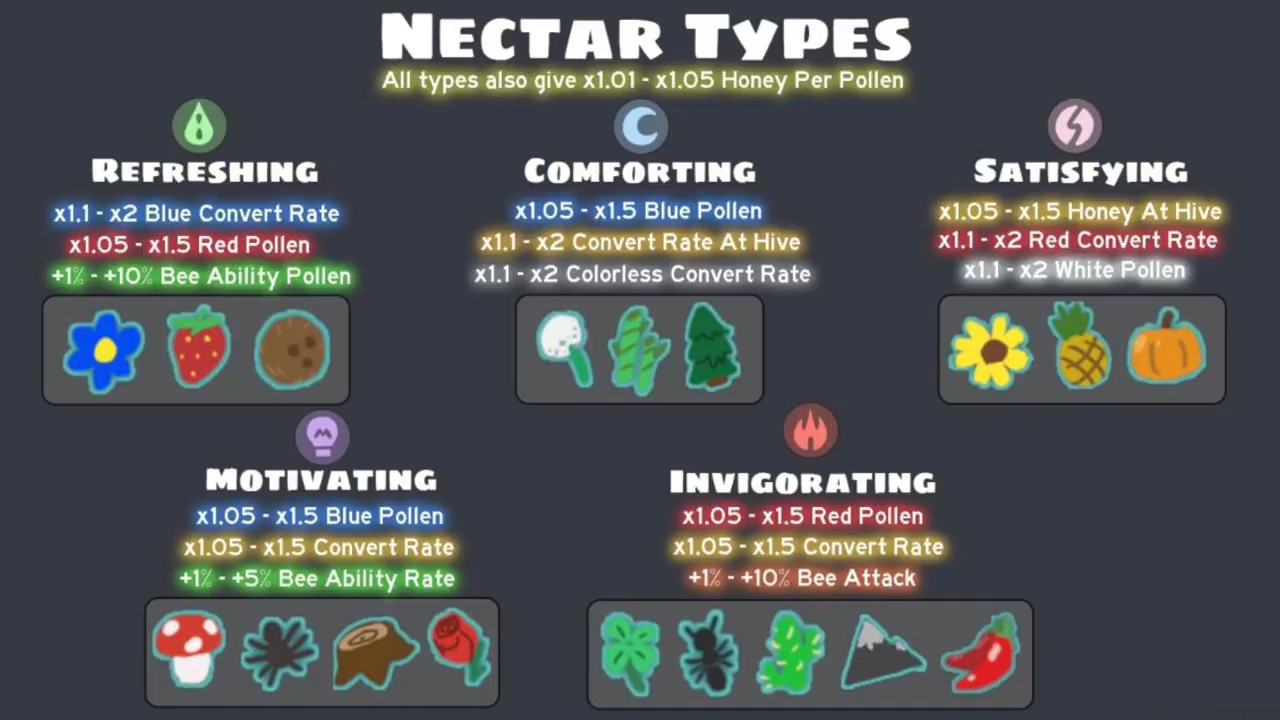 NECTAR TYPES
All types also give x1.01 - x1.05 Honey Per Pollen
REFRESHING
x1.1 - x2 Blue Convert Rate
x1.05 - x1.5 Red Pollen
+1% - +10% Bee Ability Pollen
COMFORTING
x1.05 - x1.5 Blue Pollen
x1.1 - x2 Convert Rate At Hive
x1.1 - x2 Colorless Convert Rate
SATISFYING
x1.05 - x1.5 Honey At Hive
x1.1 - x2 Red Convert Rate
x1.1 - x2 White Pollen
MOTIVATING
x1.05 - x1.5 Blue Pollen
x1.05 - x1.5 Convert Rate
+1% - +5% Bee Ability Rate
INVIGORATING
x1.05 - x1.5 Red Pollen
x1.05 - x1.5 Convert Rate
+1% - +10% Bee Attack